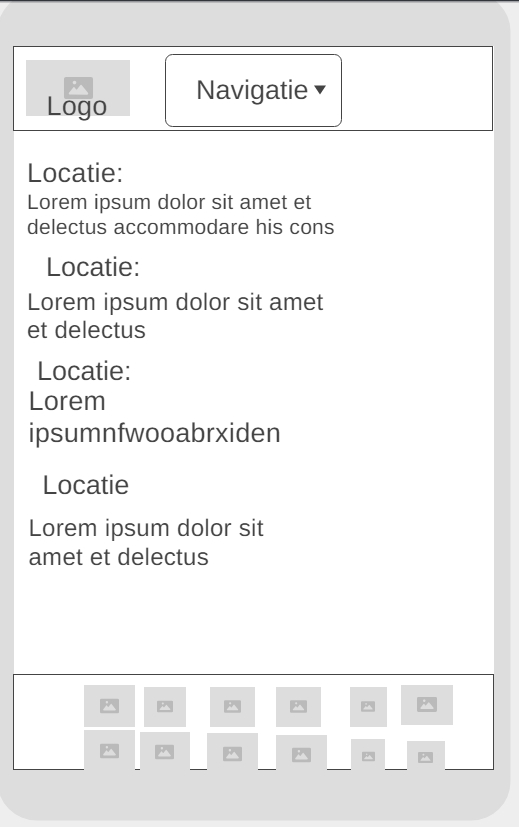 Logo
Navigatie
Locatie:
Lorem ipsum dolor sit amet et
delectus accommodare his cons
Locatie:
Lorem ipsum dolor sit amet
et delectus
Locatie:
Lorem
ipsumnfwooabrxiden
Locatie
Lorem ipsum dolor sit
amet et delectus